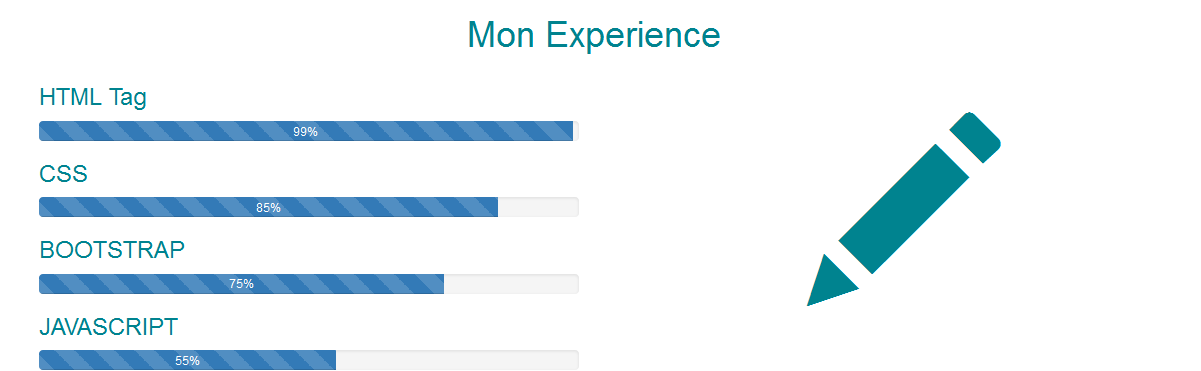 Mon Experience
HTML Tag
99%
CSS
85%
BOOTSTRAP
75%
JAVASCRIPT
55%